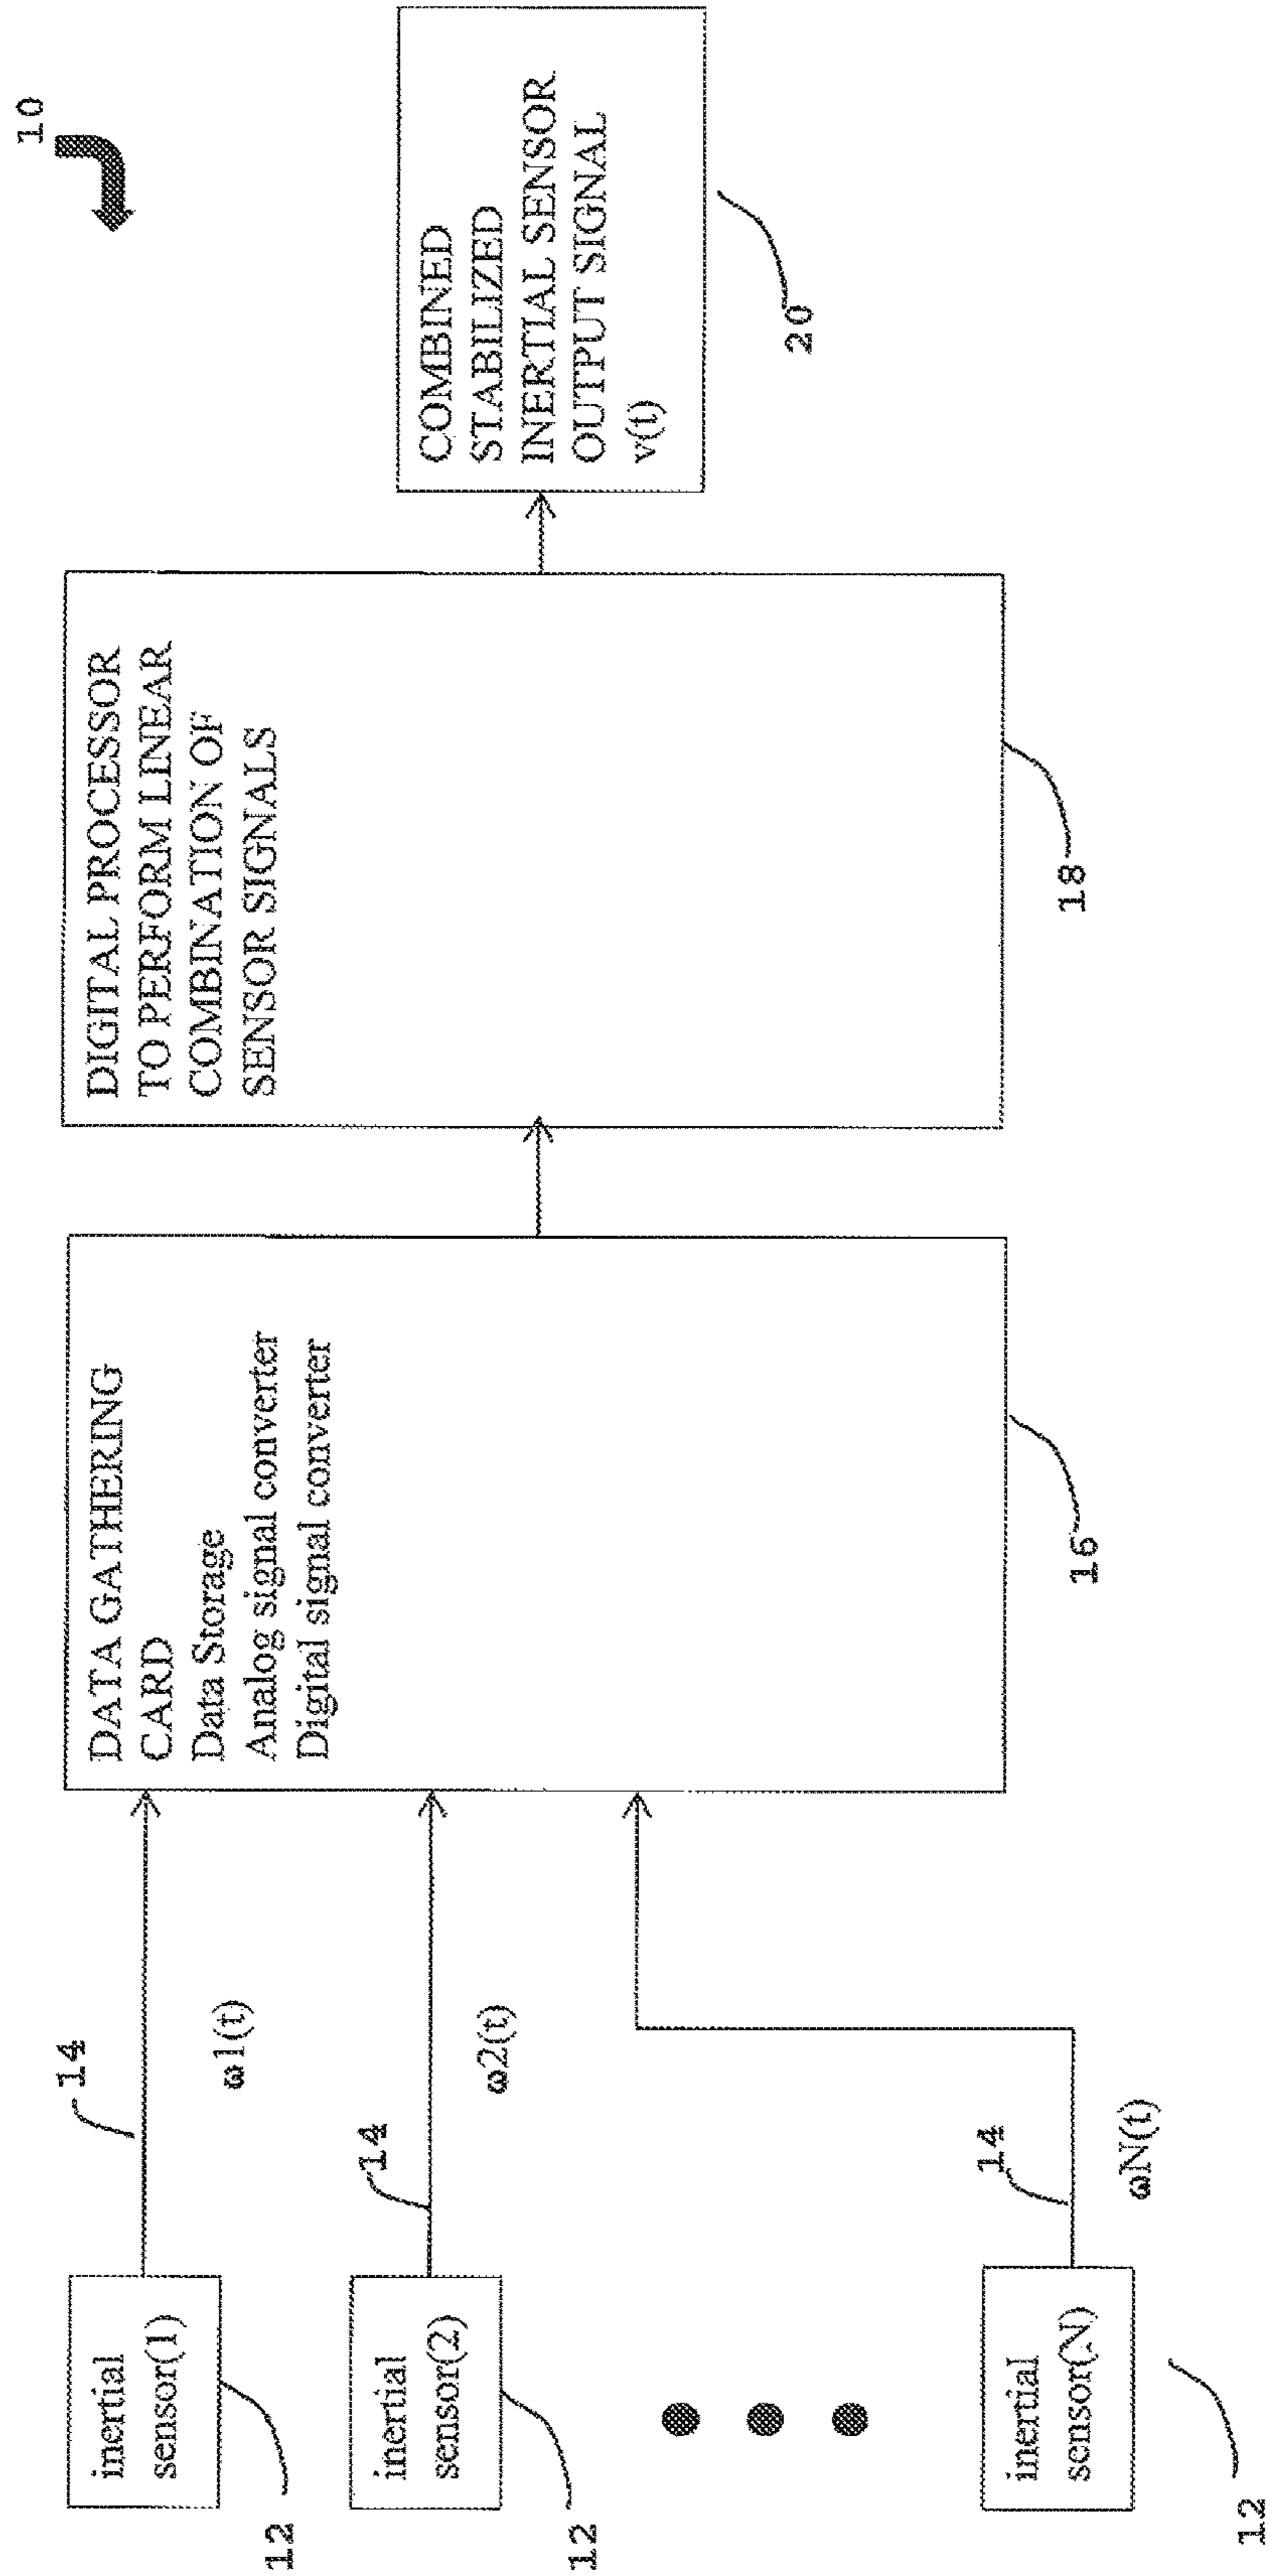 10
inertial
sensor(1)
12
14
ω1(t)
inertial
sensor(2)
12
14
ω2(t)
inertial
sensor(N)
12
14
ωN(t)
DATA GATHERING
CARD
Data Storage
Analog signal converter
Digital signal converter
16
DIGITAL PROCESSOR
TO PERFORM LINEAR
COMBINATION OF
SENSOR SIGNALS
18
COMBINED
STABILIZED
INERTIAL SENSOR
OUTPUT SIGNAL
v(t)
20